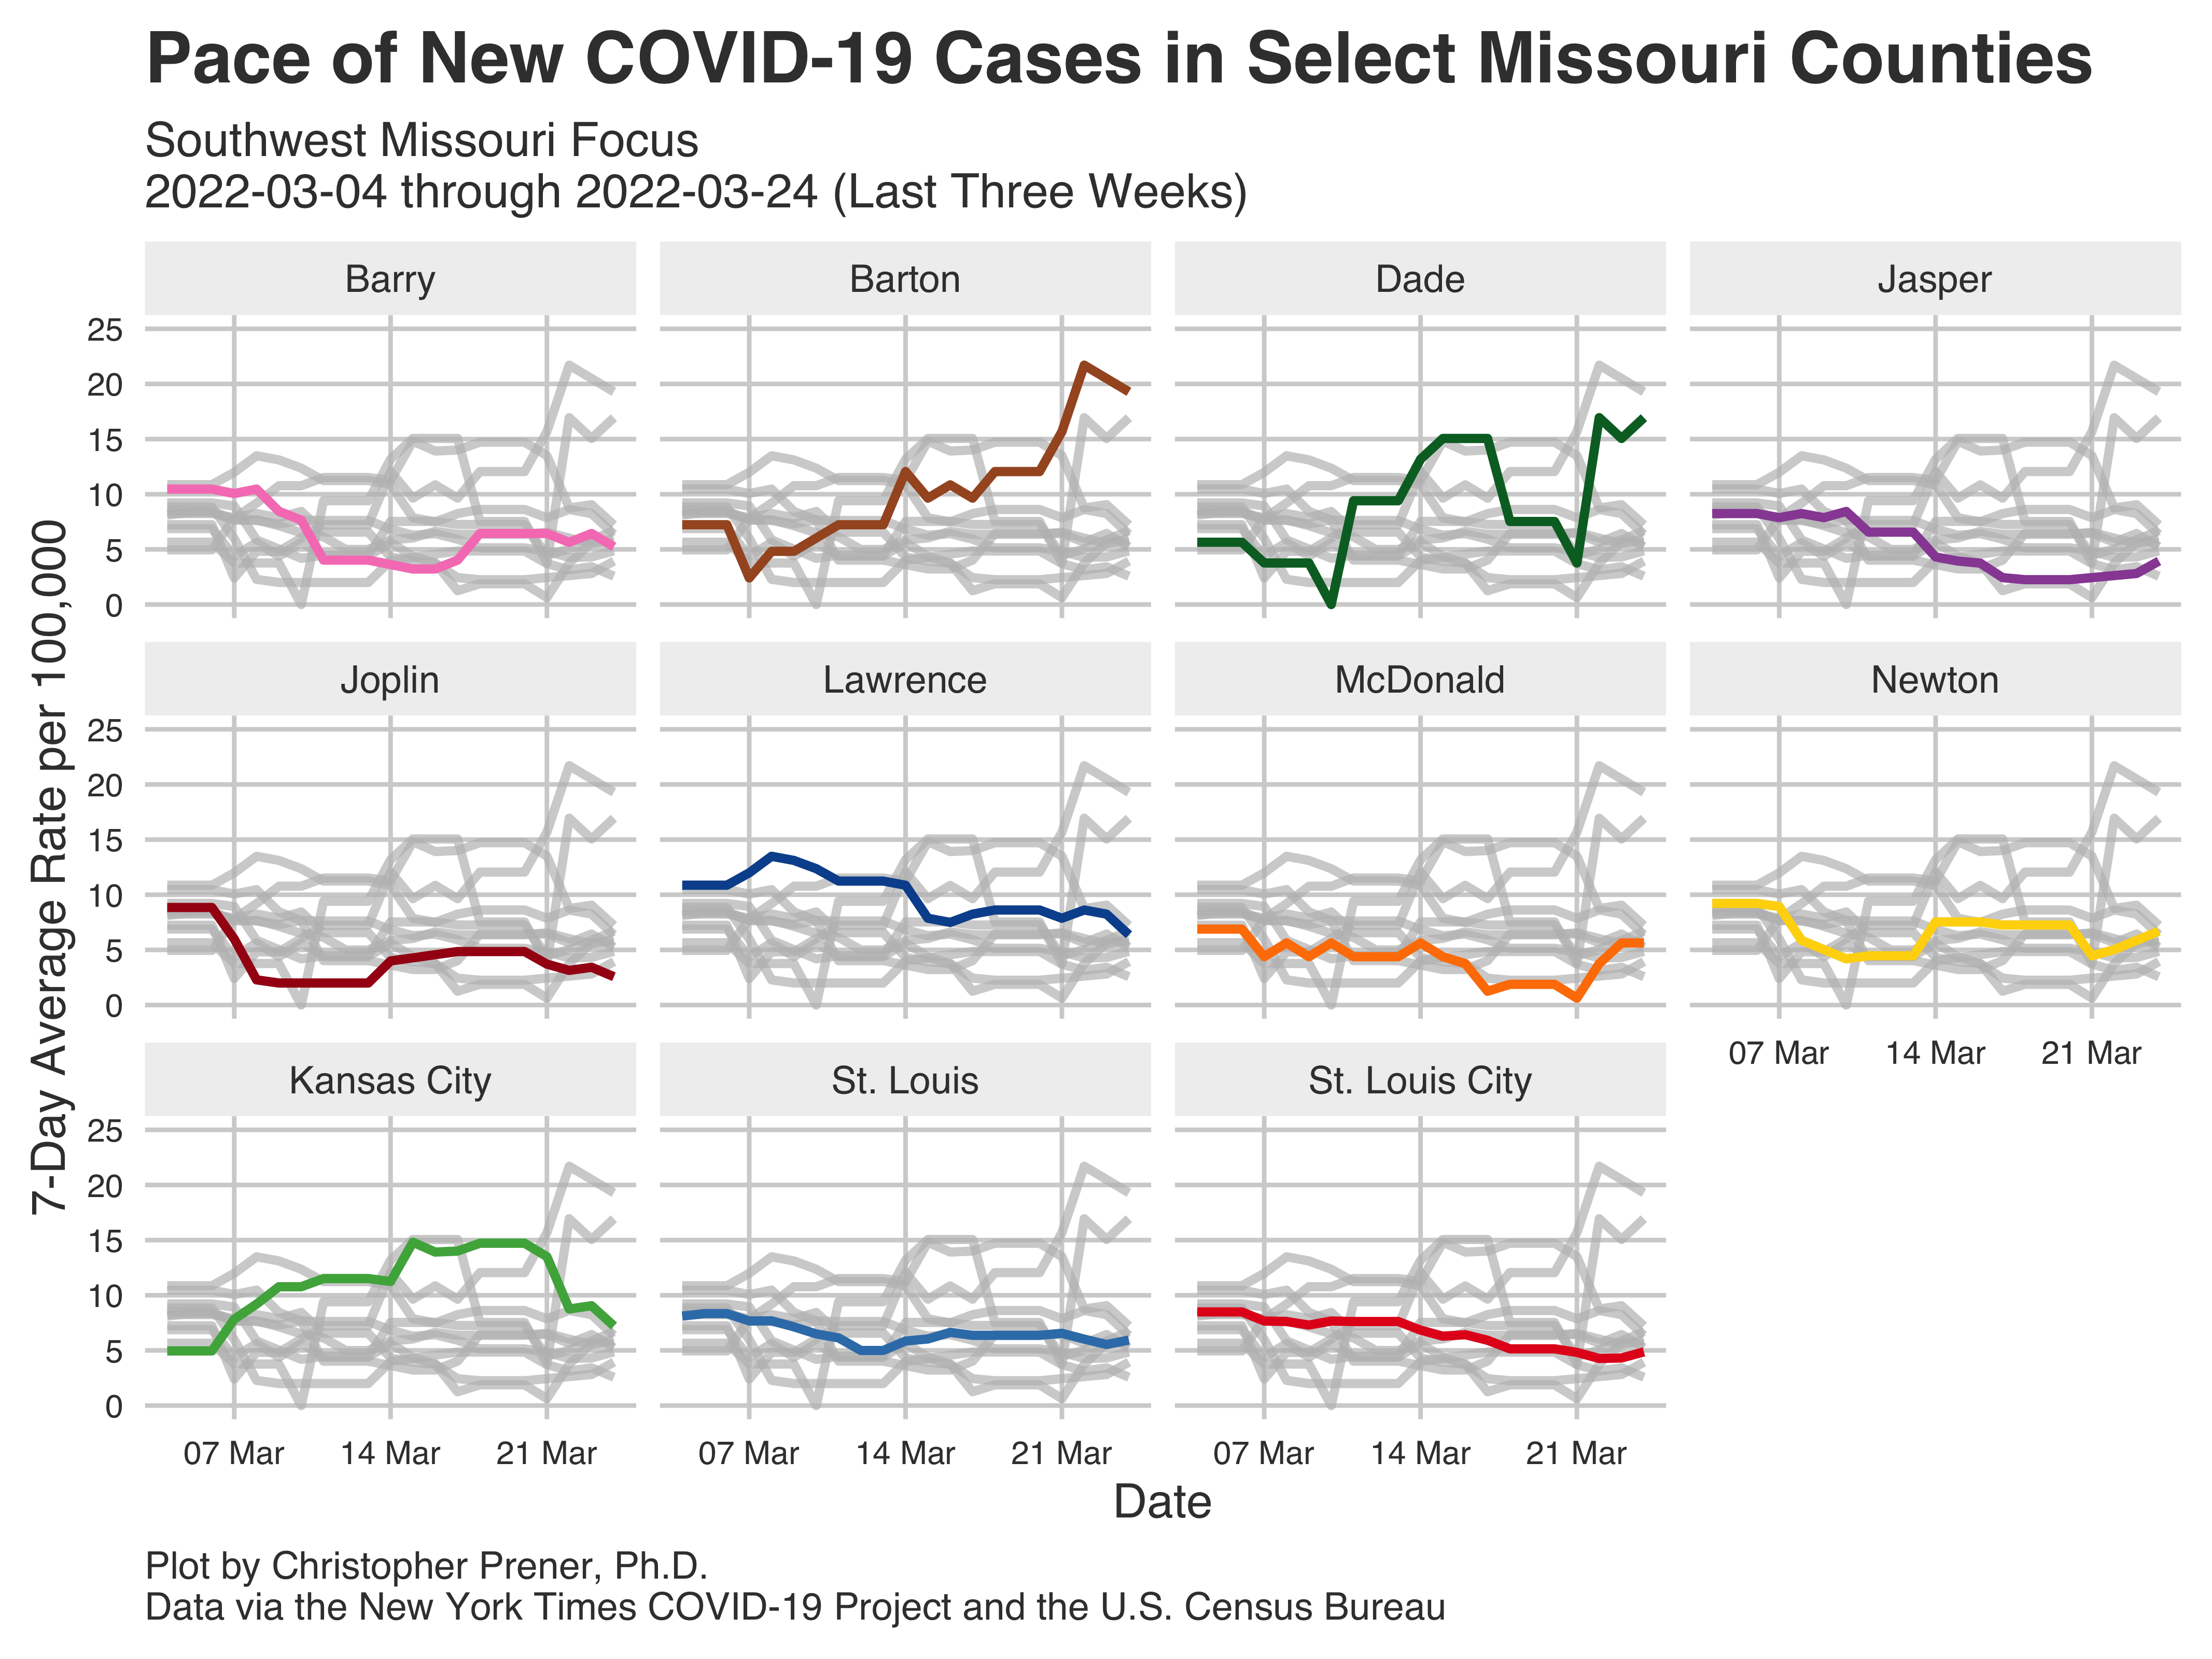 Pace of New COVID-19 Cases in Select Missouri Counties
Southwest Missouri Focus
2022-03-04 through 2022-03-24 (Last Three Weeks)
Barry
Barton
Dade
Jasper
25
20
15
10
5
0
Joplin
Lawrence
McDonald
Newton
25
20
15
10
5
0
07 Mar
14 Mar
21 Mar
Kansas City
St. Louis
St. Louis City
25
20
15
10
5
0
07 Mar
14 Mar
21 Mar
07 Mar
14 Mar
21 Mar
07 Mar
14 Mar
21 Mar
7-Day Average Rate per 100,000
Date
Plot by Christopher Prener, Ph.D.
Data via the New York Times COVID-19 Project and the U.S. Census Bureau